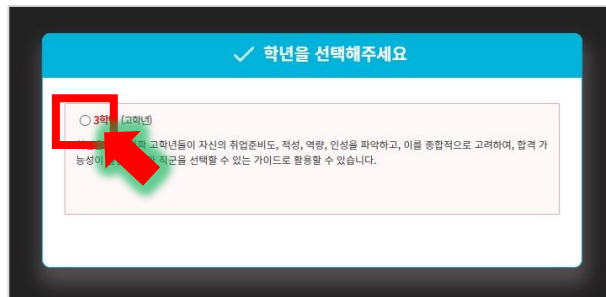 학년을 선택해주세요
3학년 (고학년)
고학년들이 자신의 취업준비도, 적성, 역량, 인성을 파악하고, 이를 종합적으로 고려하여, 합격 가
능성이 직군을 선택할 수 있는 가이드로 활용할 수 있습니다.